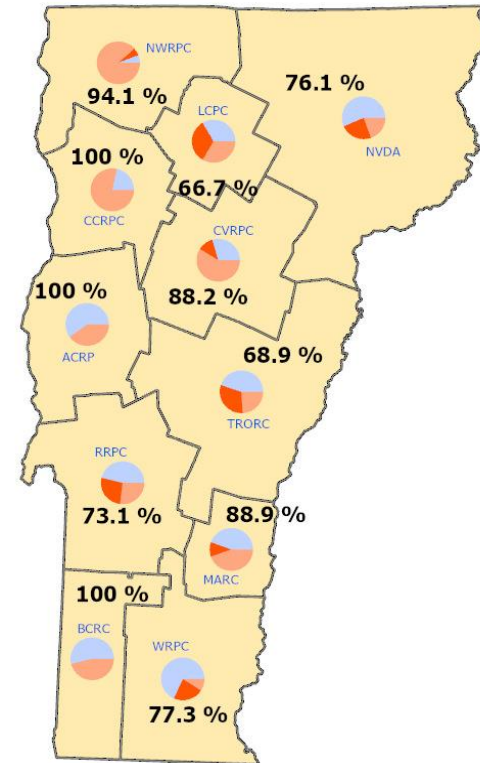 NWRPC
94.1 %
76.1 %
NVDA
LCPC
66.7 %
100 %
CCRPC
CVRPC
88.2 %
100 %
ACRP
68.9 %
TRORC
RRPC
73.1 %
88.9 %
MARC
100 %
BCRC
WRPC
77.3 %